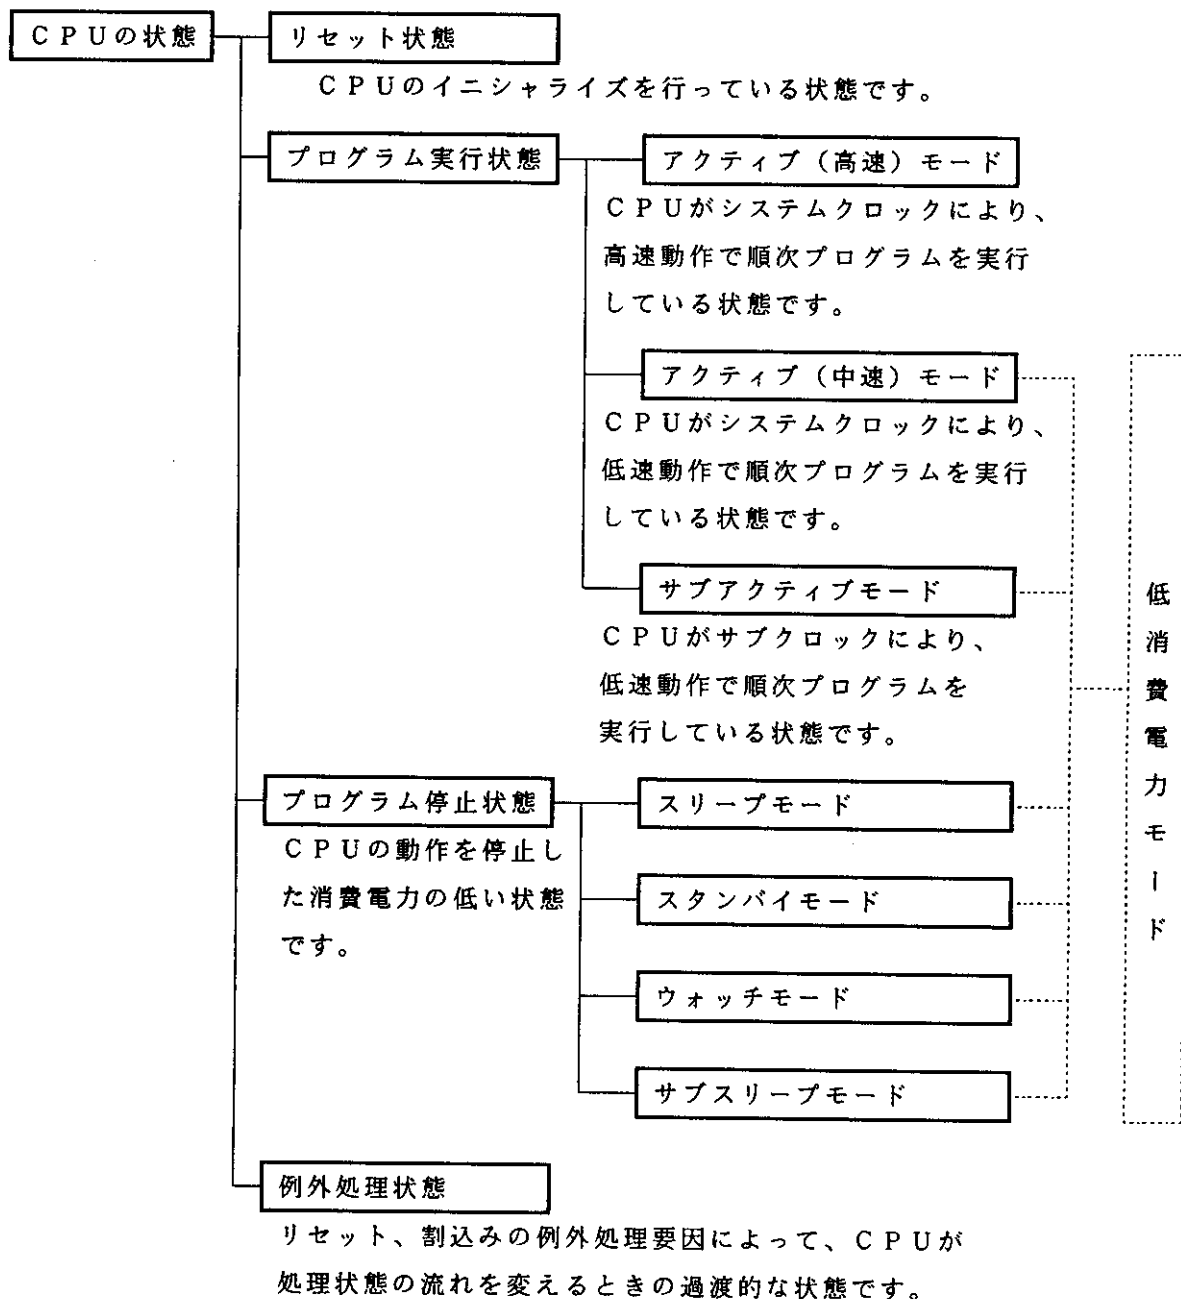 CPUの状態
リセット状態
CPUのイニシャライズを行っている状態です。
プログラム実行状態
アクティブ(高速)モード
CPUがシステムクロックにより、
高速動作で順次プログラムを実行
している状態です。
アクティブ(中速)モード
CPUがシステムクロックにより、
低速動作で順次プログラムを実行
している状態です。
サブアクティブモード
CPUがサブクロックにより、
低速動作で順次プログラムを
実行している状態です。
プログラム停止状態
CPUの動作を停止し
た消費電力の低い状態
です。
スリープモード
スタンバイモード
ウォッチモード
サブスリープモード
低消費電力モード
例外処理状態
リセット、割込みの例外処理要因によって、CPUが
処理状態の流れを変えるときの過渡的な状態です。